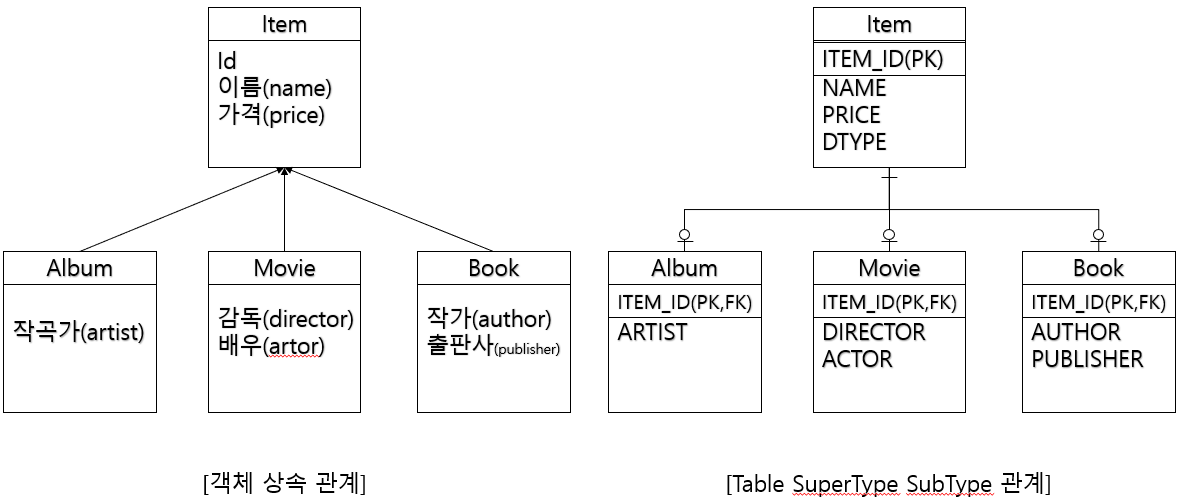 Item
Id
이름(name)
가격(price)
Album
작곡가(artist)
Movie
감독(director)
배우(artor)
Book
작가(author)
출판사(publisher)
[객체 상속 관계]
Item
ITEM_ID(PK)
NAME
PRICE
DTYPE
Album
ITEM_ID(PK,FK)
ARTIST
Movie
ITEM_ID(PK,FK)
DIRECTOR
ACTOR
Book
ITEM_ID(PK,FK)
AUTHOR
PUBLISHER
[Table SuperType SubType 관계]